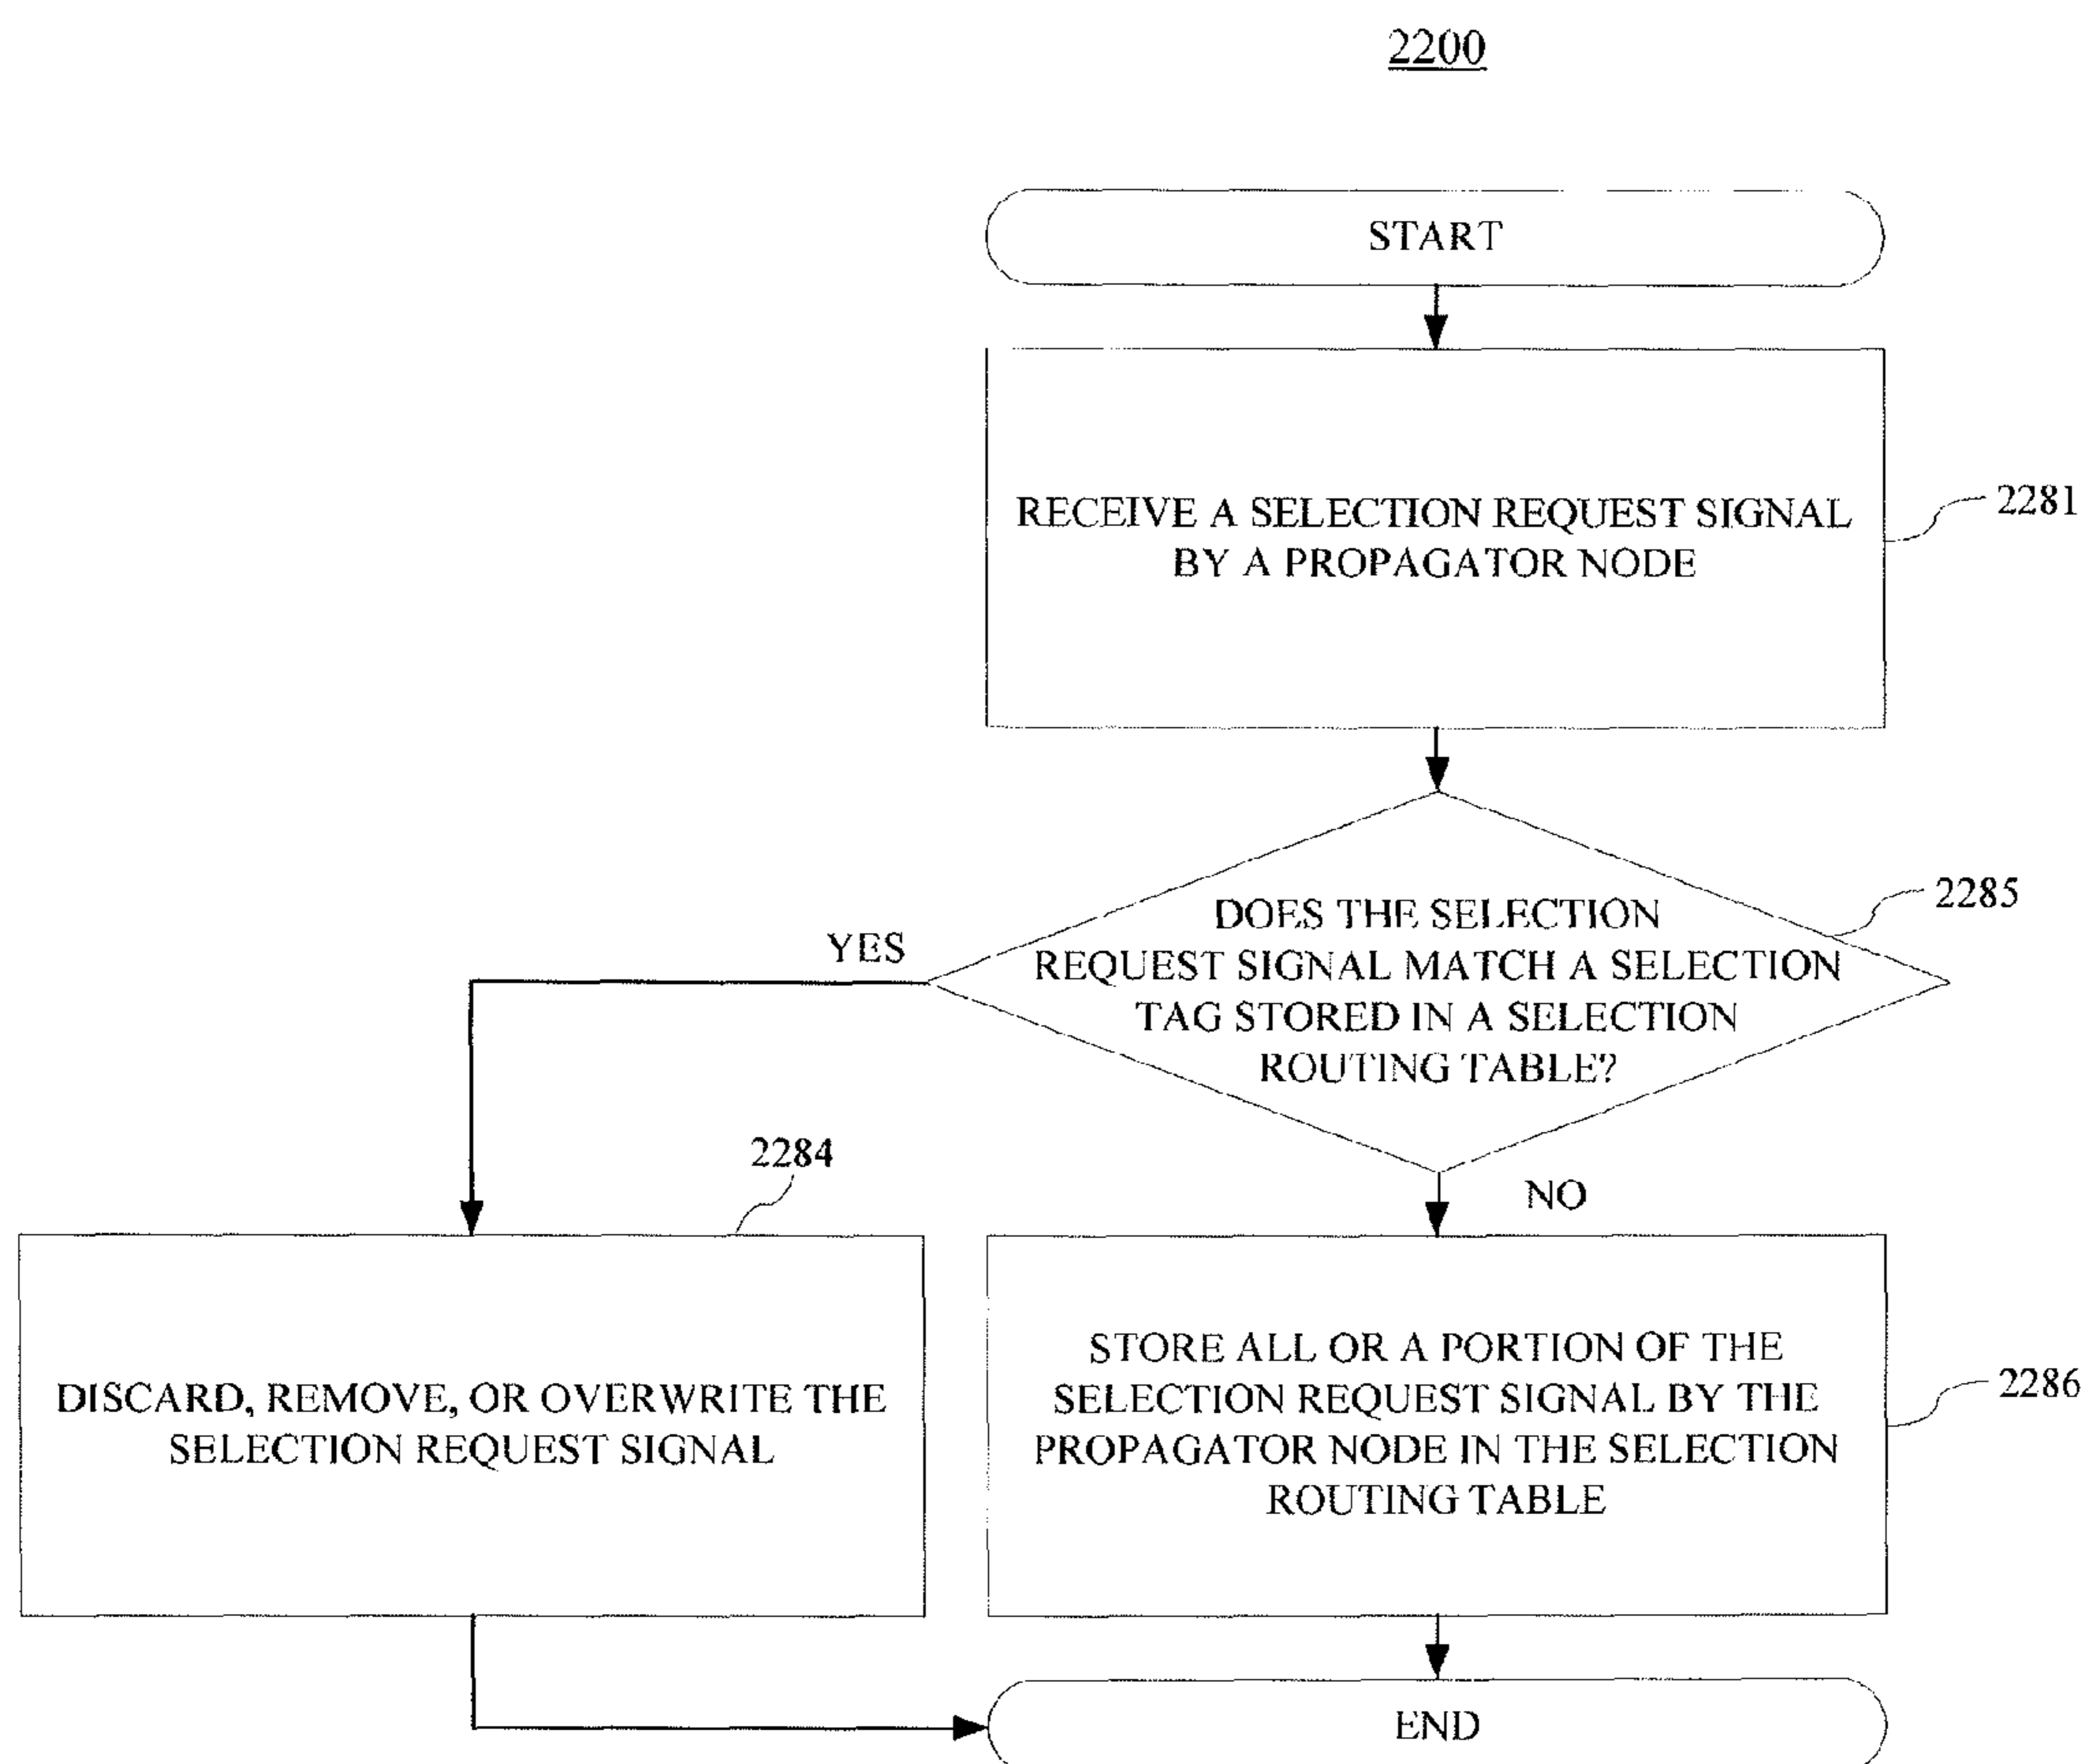 2200
START
RECEIVE A SELECTION REQUEST SIGNAL
BY A PROPAGATOR NODE
2281
DOES THE SELECTION
REQUEST SIGNAL MATCH A SELECTION
TAG STORED IN A SELECTION
ROUTING TABLE?
2285
YES
NO
2284
DISCARD, REMOVE, OR OVERWRITE THE
SELECTION REQUEST SIGNAL
STORE ALL OR A PORTION OF THE
SELECTION REQUEST SIGNAL BY THE
PROPAGATOR NODE IN THE SELECTION
ROUTING TABLE
2286
END